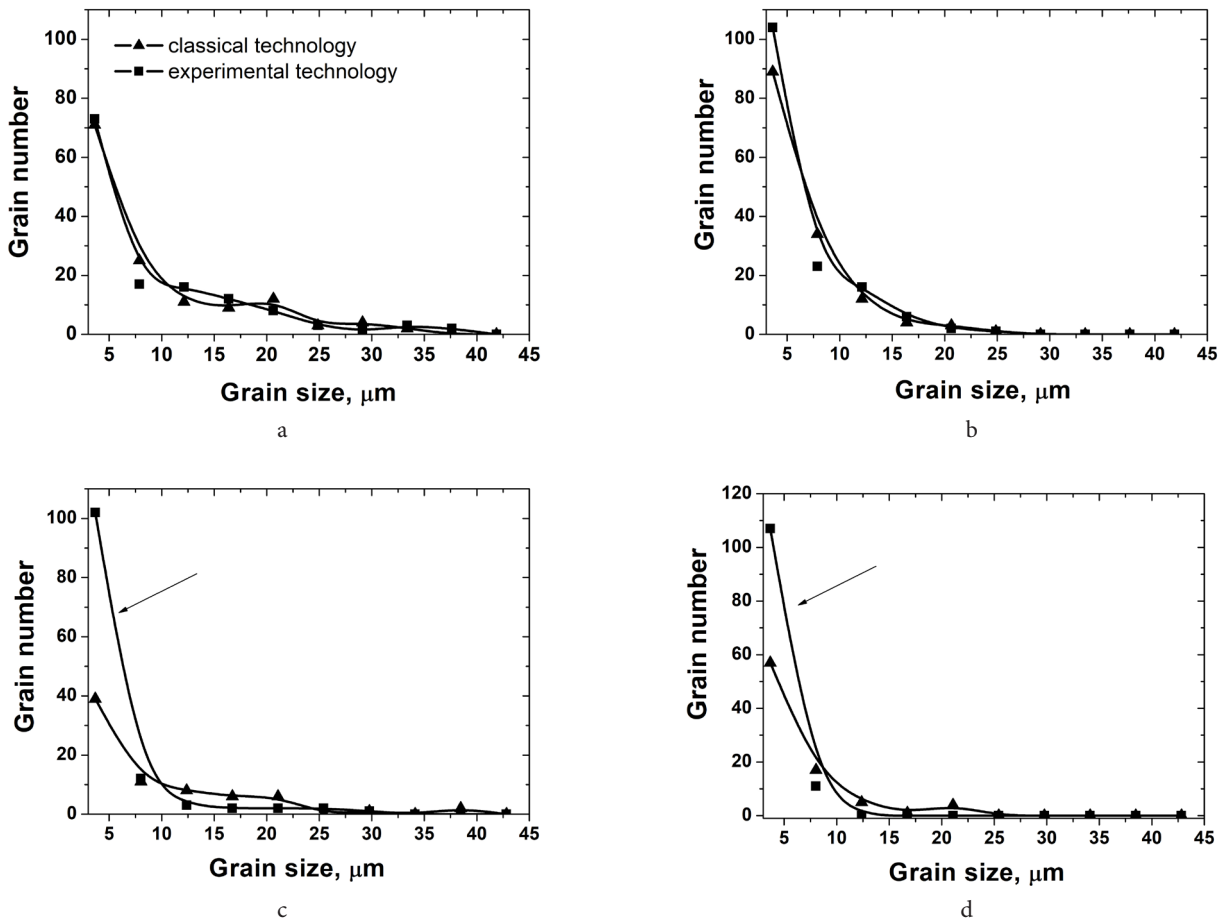 classical technology
experimental technology
Grain number
100
80
60
40
20
0
5 10 15 20 25 30 35 40 45
Grain size, μm
a
Grain number
100
80
60
40
20
0
5 10 15 20 25 30 35 40 45
Grain size, μm
b
Grain number
100
80
60
40
20
0
5 10 15 20 25 30 35 40 45
Grain size, μm
c
Grain number
120
100
80
60
40
20
0
5 10 15 20 25 30 35 40 45
Grain size, μm
d